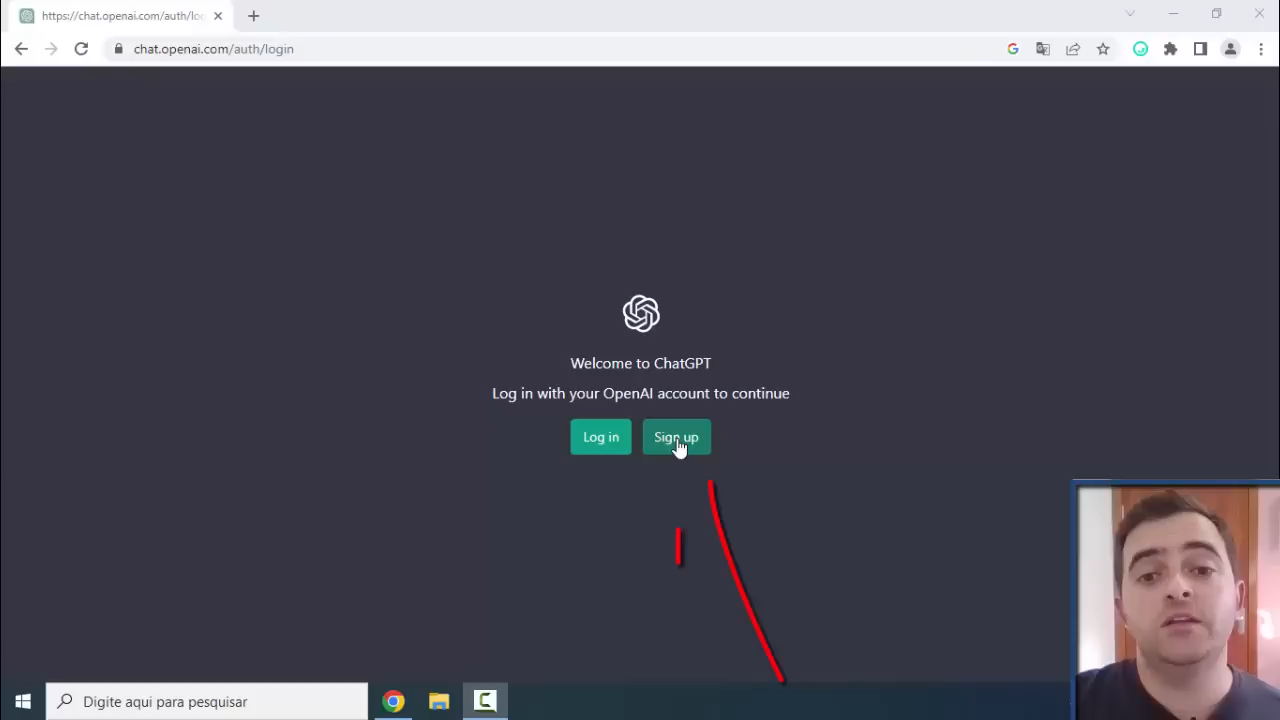 https://chat.openai.com/auth/lo
chat.openai.com/auth/login
Welcome to ChatGPT
Log in with your OpenAI account to continue
Log in
Sign up
Digite aqui para pesquisar